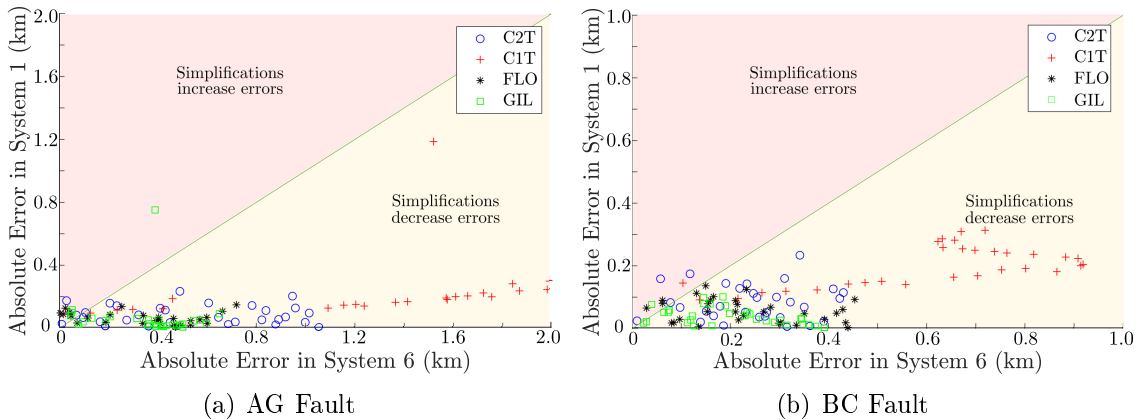 2.0
1.6
1.2
0.8
0.4
0
0
0.4
0.8
1.2
1.6
2.0
Absolute Error in System 1 (km)
Absolute Error in System 6 (km)
Simplifications
increase errors
Simplifications
decrease errors
C2T
C1T
FLO
GIL
(a) AG Fault
1.0
0.8
0.6
0.4
0.2
0.0
0
0.2
0.4
0.6
0.8
1.0
Absolute Error in System 1 (km)
Absolute Error in System 6 (km)
Simplifications
increase errors
Simplifications
decrease errors
C2T
C1T
FLO
GIL
(b) BC Fault